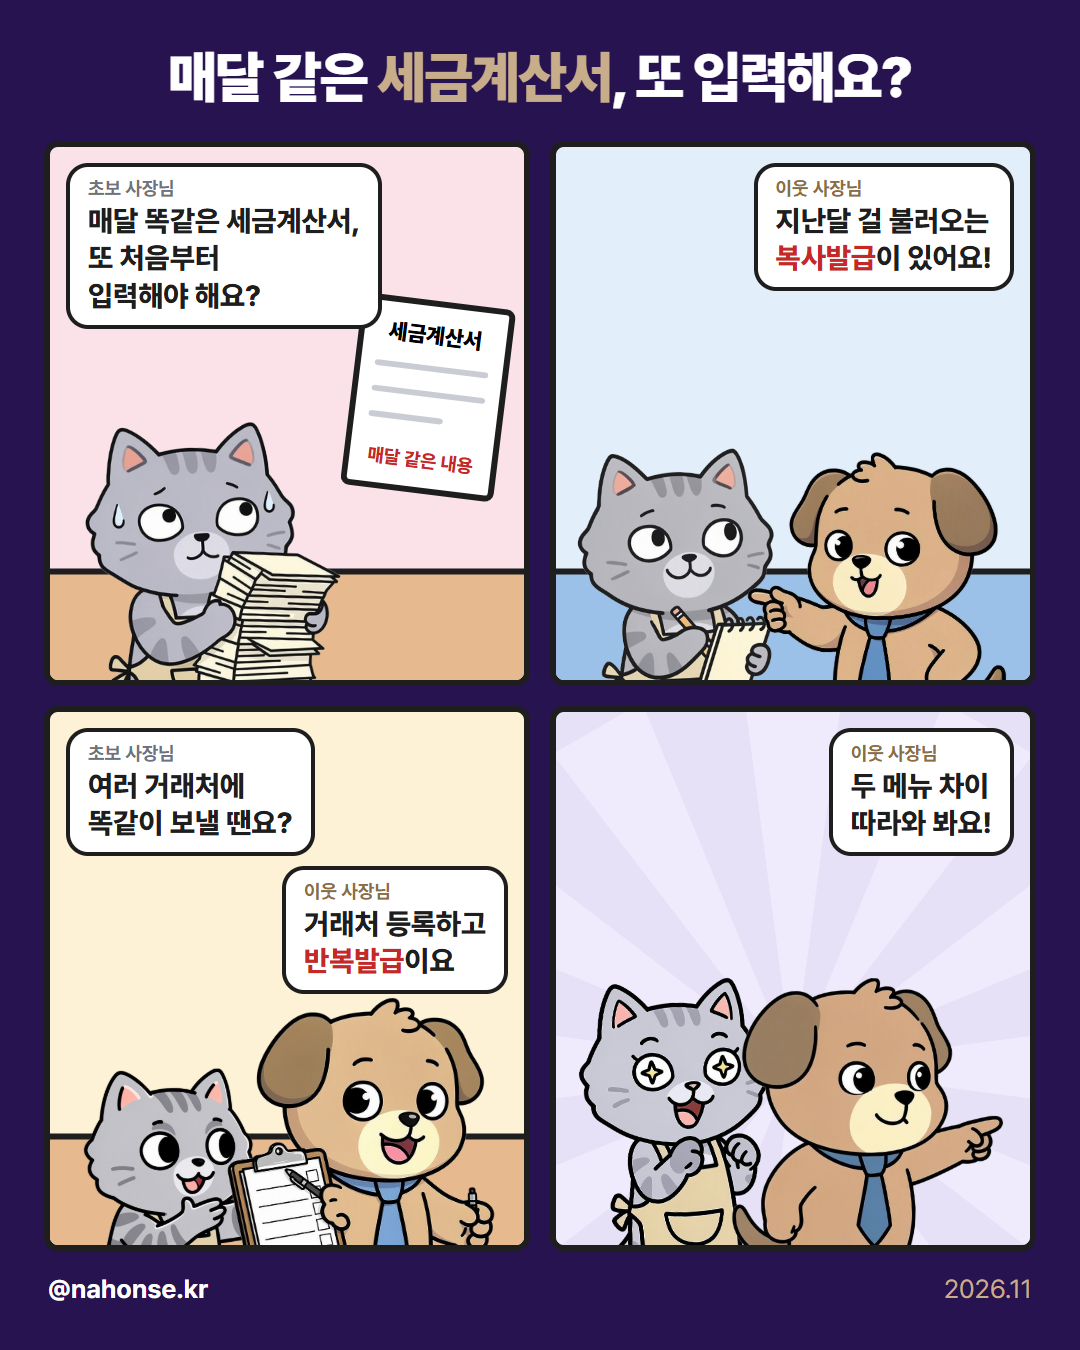 매달 같은 세금계산서, 또 입력해요?
초보 사장님
매달 똑같은 세금계산서,
또 처음부터
입력해야 해요?
세금계산서
매달 같은 내용
이웃 사장님
지난달 걸 불러오는
복사발급이 있어요!
초보 사장님
여러 거래처에
똑같이 보낼 땐요?
이웃 사장님
거래처 등록하고
반복발급이요
이웃 사장님
두 메뉴 차이
따라와 봐요!
@nahonse.kr
2026.11